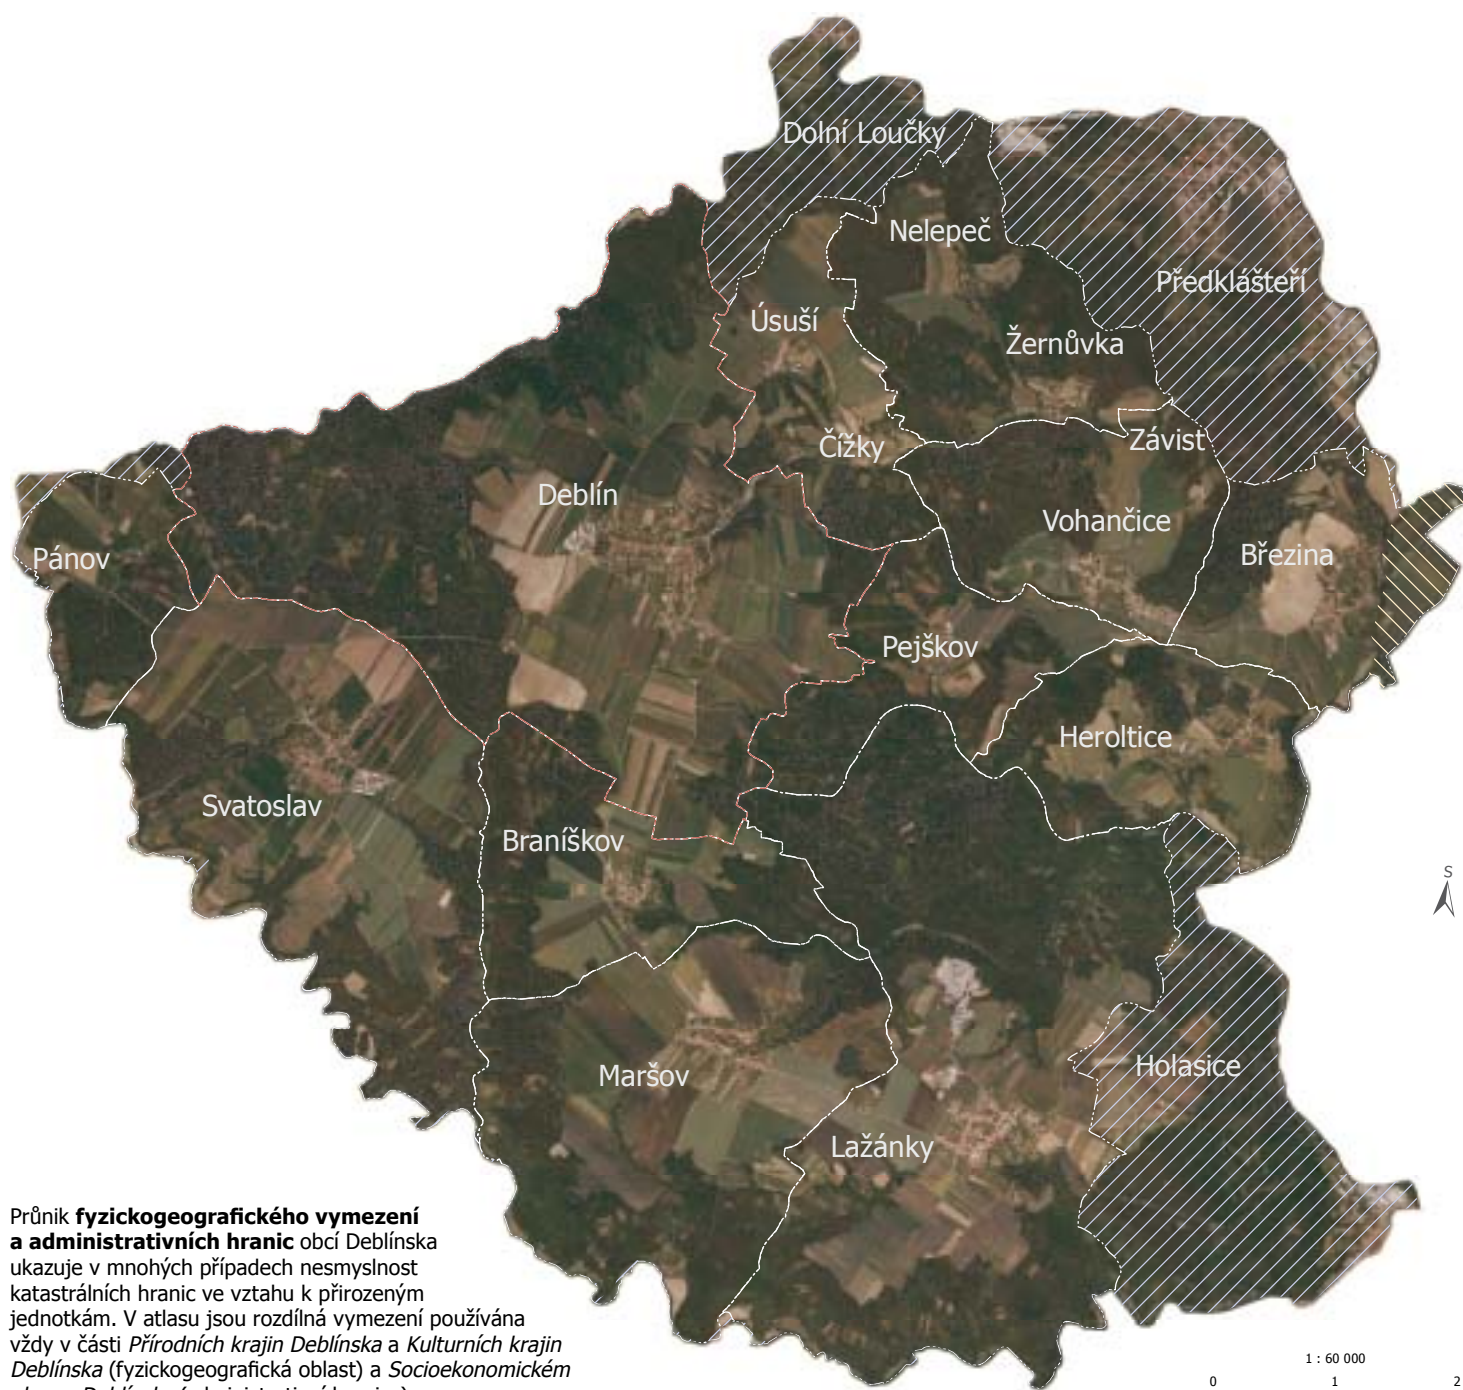 Dolní Loučky
Nelepeč
Předklášteří
Úsuší
Žernůvka
Čížky
Závist
Deblín
Vohančice
Pánov
Březina
Pejškov
Heroltice
Svatoslav
Braníškov
S
Maršov
Holasice
Lažánky
Průnik fyzickogeografického vymezení
a administrativních hranic obcí Deblínska
ukazuje v mnohých případech nesmyslnost
katastrálních hranic ve vztahu k přirozeným
jednotkám. V atlasu jsou rozdílná vymezení používána
vždy v části Přírodních krajin Deblínska a Kulturních krajin
Deblínska (fyzickogeografická oblast) a Socioekonomickém
1 : 60 000
0 1 2